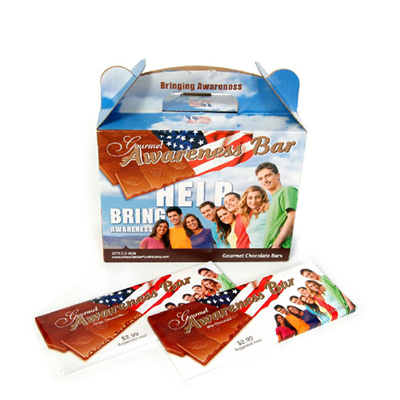 Bringing Awareness
Gourmet
Awareness Bar
HELP
BRING
AWARENESS
Gourmet Chocolate Bars
Gourmet
Awareness Bar
$2.99
Gourmet
Awareness Bar
$2.99